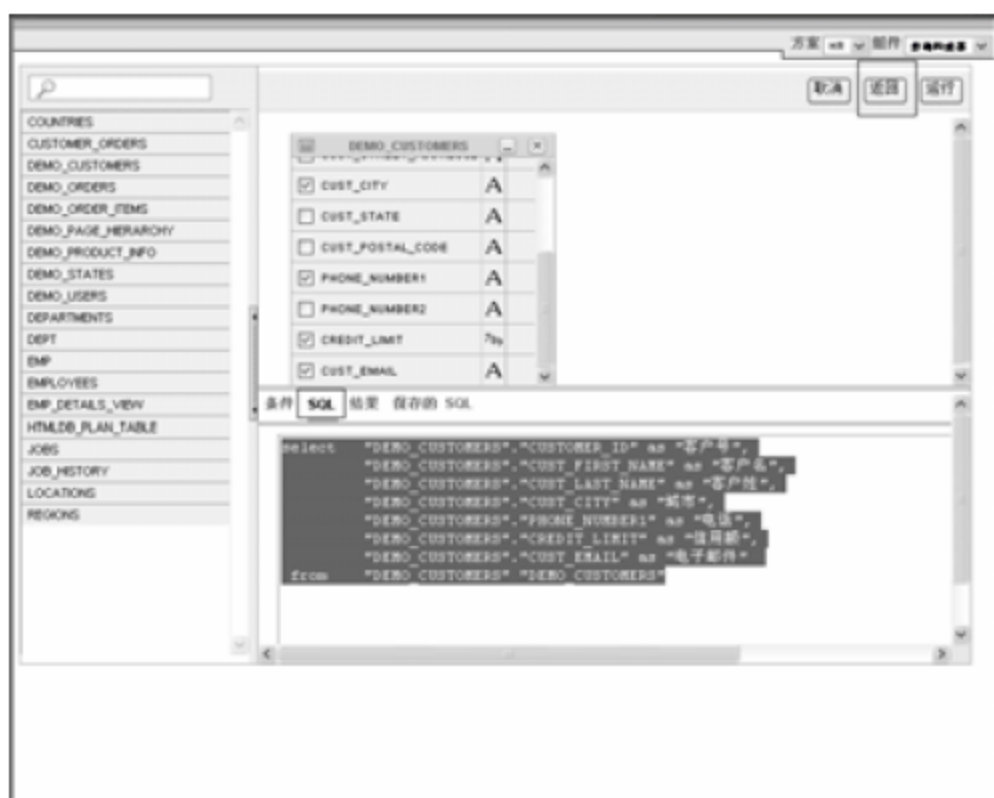 方案 组件
取消 返回 运行
COUNTRIES
CUSTOMER_ORDERS
DEMO_CUSTOMERS
DEMO_ORDERS
DEMO_ORDER_ITEMS
DEMO_PAGE_HIERARCHY
DEMO_PRODUCT_INFO
DEMO_STATES
DEMO_USERS
DEPARTMENTS
DEPT
EMP
EMPLOYEES
EMP_DETAILS_VIEW
HTMLDB_PLAN_TABLE
JOBS
JOB_HISTORY
LOCATIONS
REGIONS
DEMO_CUSTOMERS
CUST_CITY A
CUST_STATE A
CUST_POSTAL_CODE A
PHONE_NUMBER1 A
PHONE_NUMBER2 A
CREDIT_LIMIT 789
CUST_EMAIL A
条件 SQL 结果 保存的 SQL
select "DEMO_CUSTOMERS"."CUSTOMER_ID" as "客户号",
"DEMO_CUSTOMERS"."CUST_FIRST_NAME" as "客户名",
"DEMO_CUSTOMERS"."CUST_LAST_NAME" as "客户姓",
"DEMO_CUSTOMERS"."CUST_CITY" as "城市",
"DEMO_CUSTOMERS"."PHONE_NUMBER1" as "电话",
"DEMO_CUSTOMERS"."CREDIT_LIMIT" as "信用额",
"DEMO_CUSTOMERS"."CUST_EMAIL" as "电子邮件"
from "DEMO_CUSTOMERS" "DEMO_CUSTOMERS"